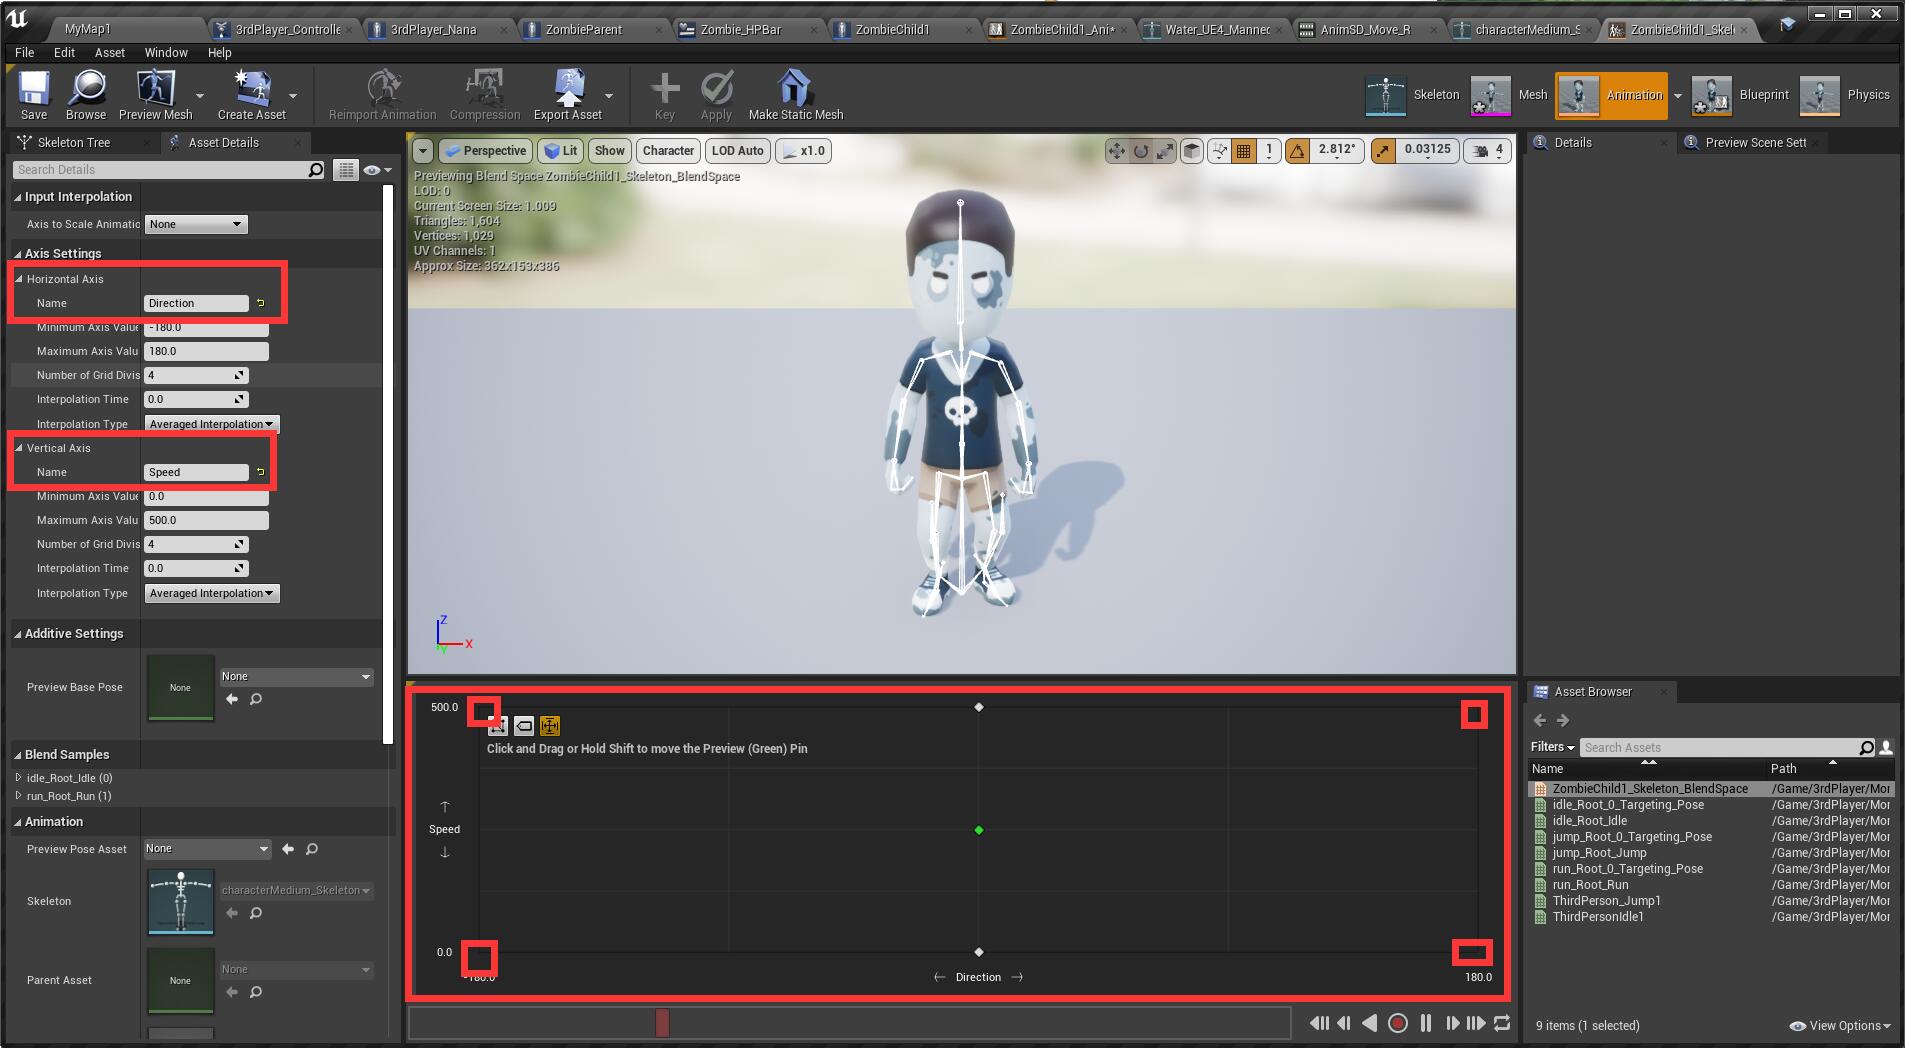 MyMap1
3rdPlayer_Controlle
3rdPlayer_Nana
ZombieParent
Zombie_HPBar
ZombieChild1
ZombieChild1_Ani*
Water_UE4_Mannec
AnimSD_Move_R
characterMedium_S
ZombieChild1_Skel
File Edit Asset Window Help
Save
Browse
Preview Mesh
Create Asset
Reimport Animation
Compression
Export Asset
Key
Apply
Make Static Mesh
Skeleton
Mesh
Animation
Blueprint
Physics
Skeleton Tree
Asset Details
Search Details
Input Interpolation
Axis to Scale Animatic None
Axis Settings
Horizontal Axis
Name Direction
Minimum Axis Value -180.0
Maximum Axis Valu 180.0
Number of Grid Divis 4
Interpolation Time 0.0
Interpolation Type Averaged Interpolation
Vertical Axis
Name Speed
Minimum Axis Value 0.0
Maximum Axis Valu 500.0
Number of Grid Divis 4
Interpolation Time 0.0
Interpolation Type Averaged Interpolation
Additive Settings
Preview Base Pose None None
Blend Samples
idle_Root_Idle (0)
run_Root_Run (1)
Animation
Preview Pose Asset None
Skeleton characterMedium_Skeleton
Parent Asset None None
Perspective Lit Show Character LOD Auto x1.0
1 2.812° 0.03125 4
Previewing Blend Space ZombieChild1_Skeleton_BlendSpace
LOD: 0
Current Screen Size: 1.009
Triangles: 1,604
Vertices: 1,029
UV Channels: 1
Approx Size: 362x153x386
Z
X
Y
500.0
Click and Drag or Hold Shift to move the Preview (Green) Pin
Speed
0.0
-180.0
Direction
180.0
Details
Preview Scene Sett
Asset Browser
Filters Search Assets
Name Path
ZombieChild1_Skeleton_BlendSpace /Game/3rdPlayer/Mor
idle_Root_0_Targeting_Pose /Game/3rdPlayer/Mor
idle_Root_Idle /Game/3rdPlayer/Mor
jump_Root_0_Targeting_Pose /Game/3rdPlayer/Mor
jump_Root_Jump /Game/3rdPlayer/Mor
run_Root_0_Targeting_Pose /Game/3rdPlayer/Mor
run_Root_Run /Game/3rdPlayer/Mor
ThirdPerson_Jump1 /Game/3rdPlayer/Mor
ThirdPersonIdle1 /Game/3rdPlayer/Mor
9 items (1 selected)
View Options